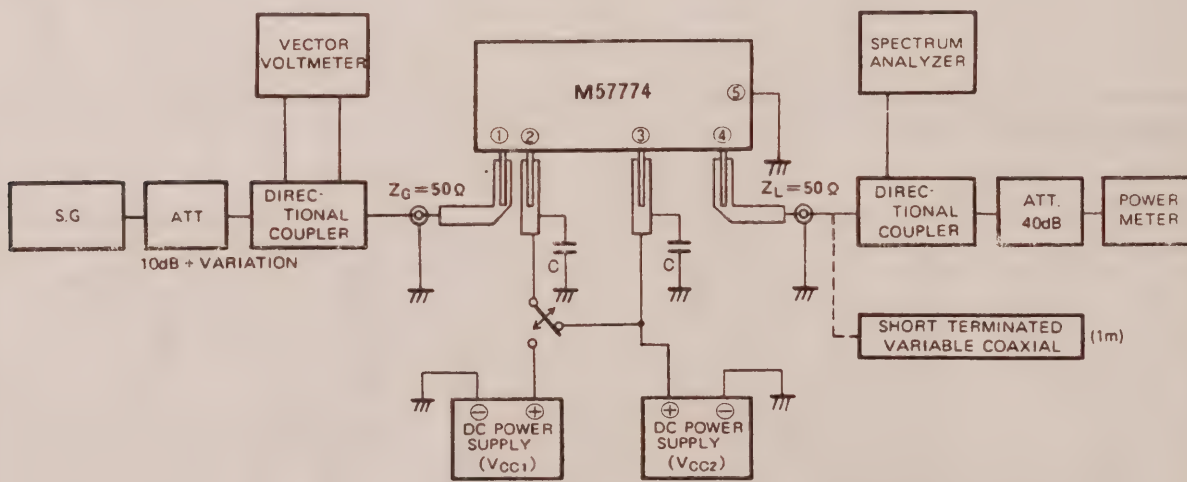 VECTOR
VOLTMETER
M57774
⑤
① ② ③ ④
SPECTRUM
ANALYZER
S.G
ATT
10dB + VARIATION
DIREC-
TIONAL
COUPLER
ZG=50Ω
C
C
ZL=50Ω
DIREC-
TIONAL
COUPLER
ATT.
40dB
POWER
METER
SHORT TERMINATED
VARIABLE COAXIAL
(1m)
⊖ ⊕
DC POWER
SUPPLY
(VCC1)
⊕ ⊖
DC POWER
SUPPLY
(VCC2)